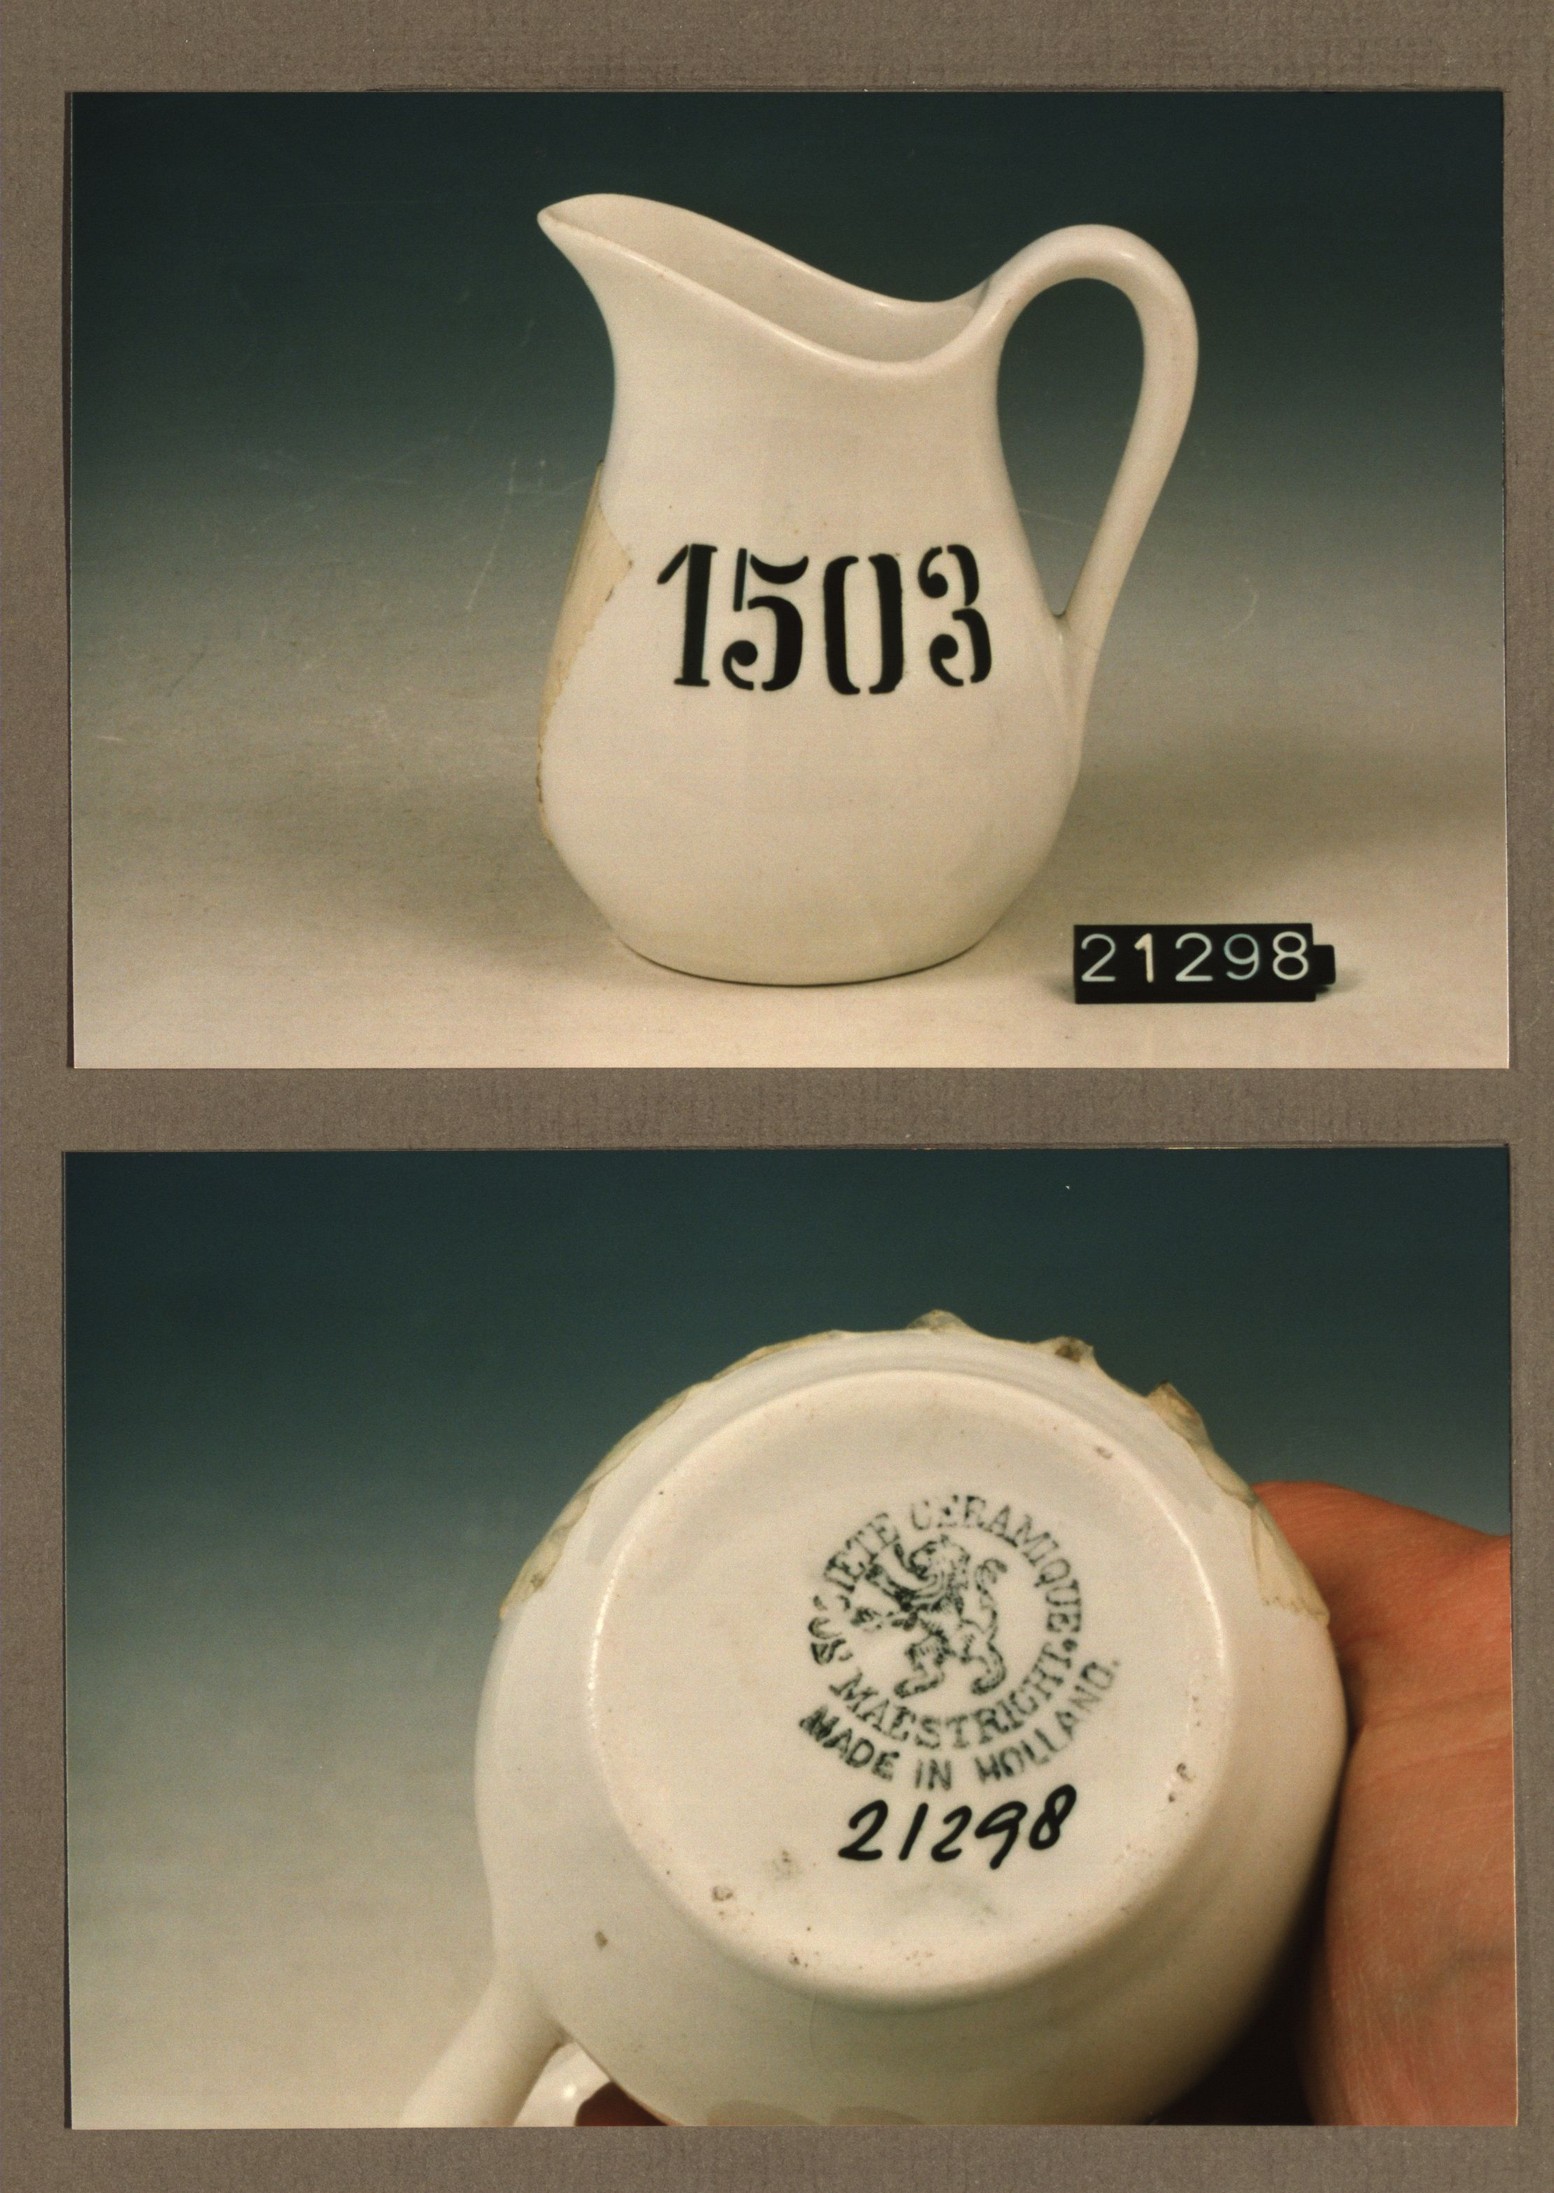 1503
21298
SOCIETE CERAMIQUE
MAESTRICHT.
MADE IN HOLLAND.
21298